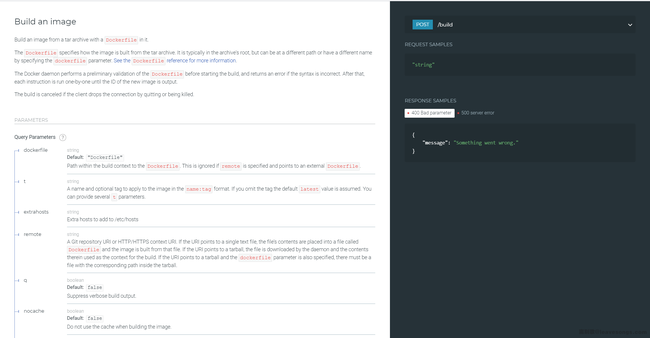 Build an image
Build an image from a tar archive with a Dockerfile in it.
The Dockerfile specifies how the image is built from the tar archive. It is typically in the archive's root, but can be at a different path or have a different name
by specifying the dockerfile parameter. See the Dockerfile reference for more information.
The Docker daemon performs a preliminary validation of the Dockerfile before starting the build, and returns an error if the syntax is incorrect. After that,
each instruction is run one-by-one until the ID of the new image is output.
The build is canceled if the client drops the connection by quitting or being killed.
PARAMETERS
Query Parameters ?
dockerfile
string
Default: "Dockerfile"
Path within the build context to the Dockerfile. This is ignored if remote is specified and points to an external Dockerfile.
t
string
A name and optional tag to apply to the image in the name:tag format. If you omit the tag the default latest value is assumed. You
can provide several t parameters.
extrahosts
string
Extra hosts to add to /etc/hosts
remote
string
A Git repository URI or HTTP/HTTPS context URI. If the URI points to a single text file, the file's contents are placed into a file called
Dockerfile and the image is built from that file. If the URI points to a tarball, the file is downloaded by the daemon and the contents
therein used as the context for the build. If the URI points to a tarball and the dockerfile parameter is also specified, there must be a
file with the corresponding path inside the tarball.
q
boolean
Default: false
Suppress verbose build output.
nocache
boolean
Default: false
Do not use the cache when building the image.
POST /build
REQUEST SAMPLES
"string"
RESPONSE SAMPLES
400 Bad parameter
500 server error
{
"message": "Something went wrong."
}